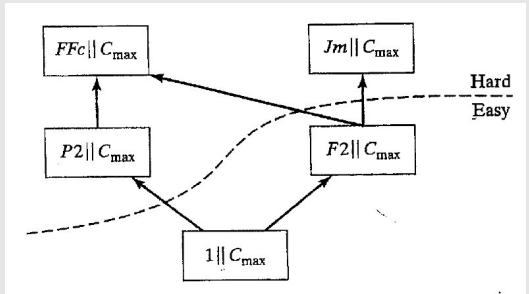 FFc || Cmax
Jm || Cmax
Hard
Easy
P2 || Cmax
F2 || Cmax
1 || Cmax